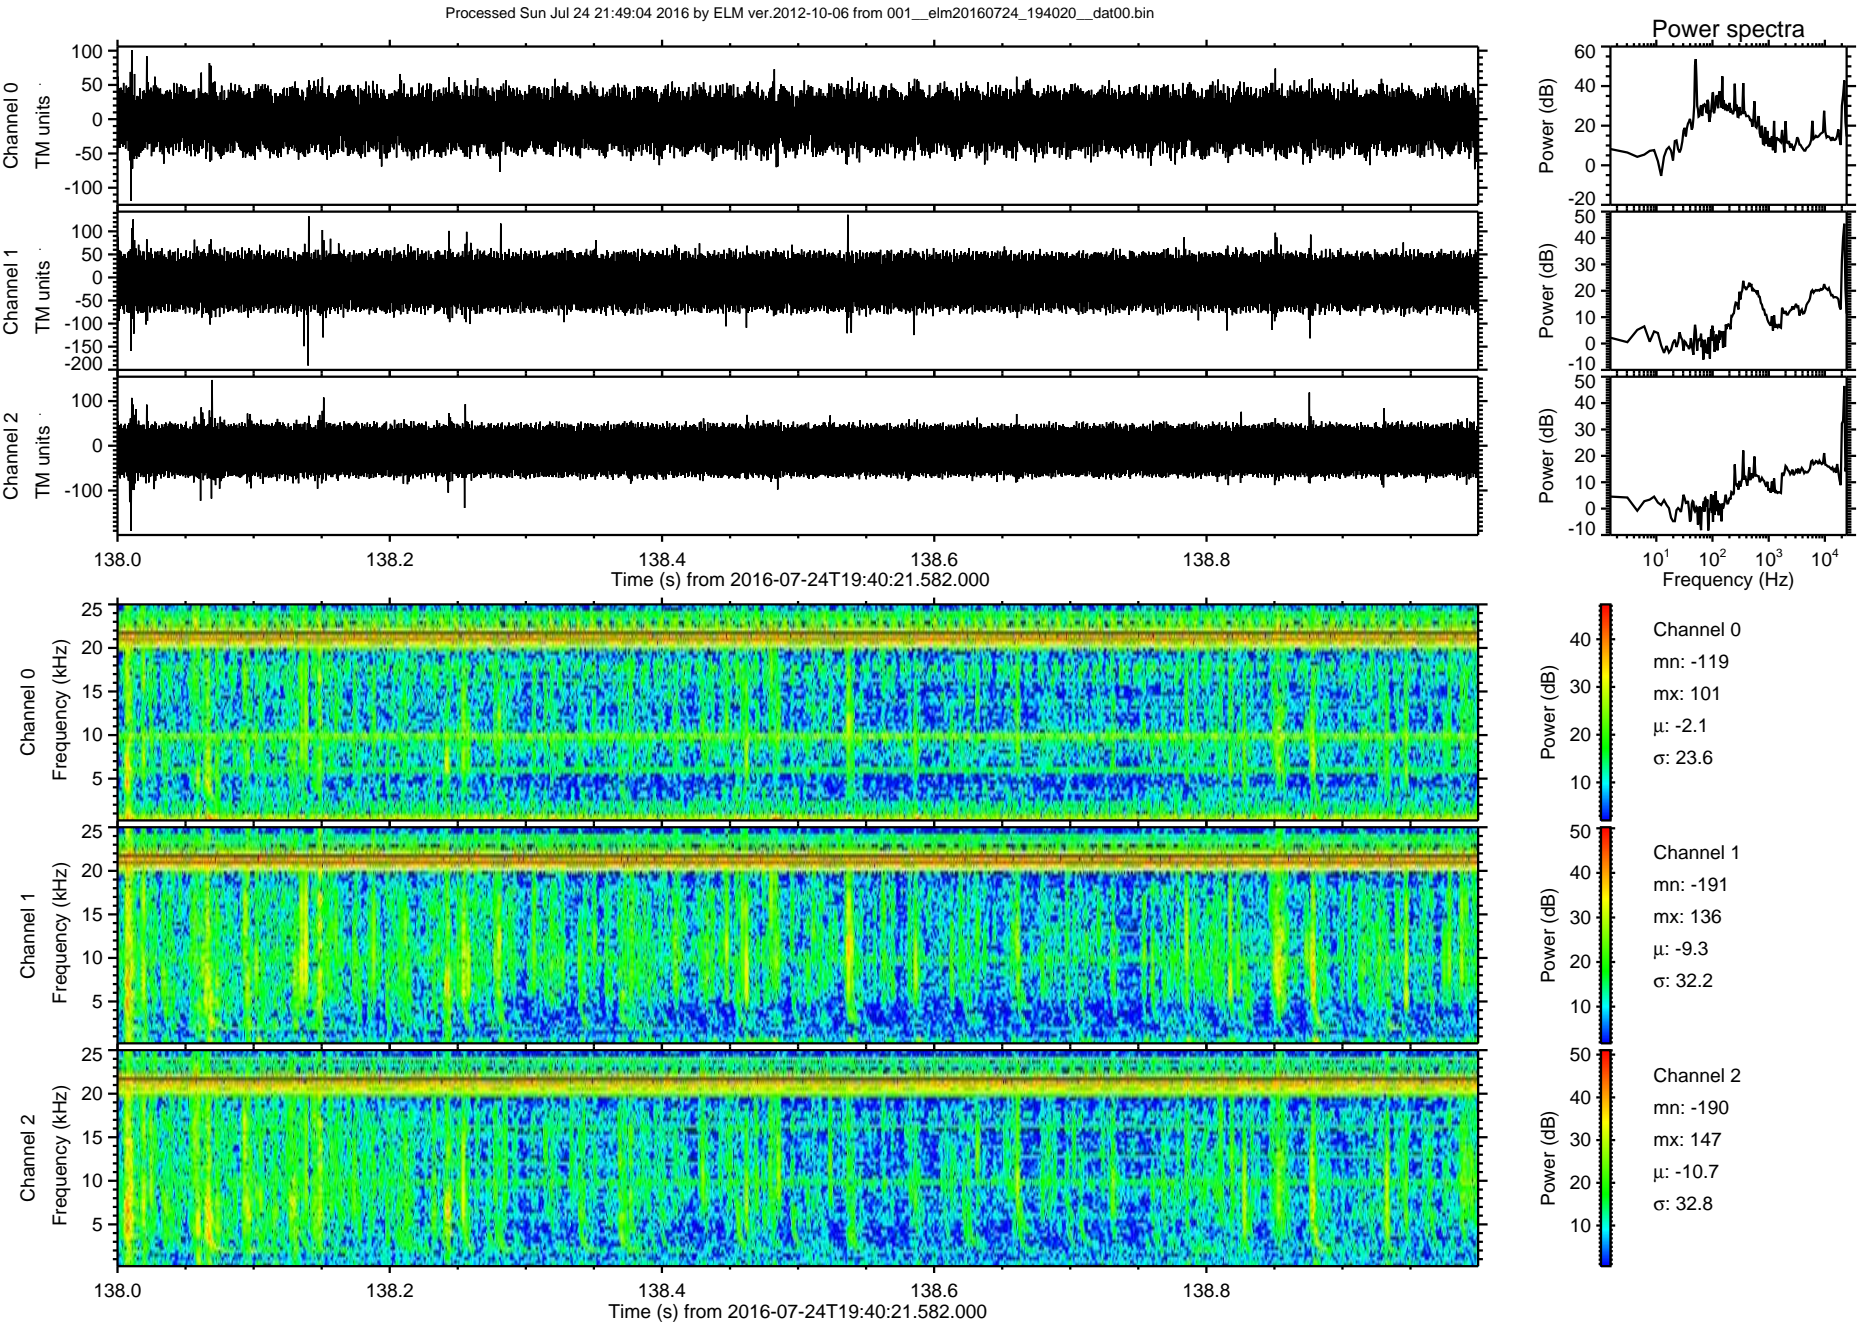 Processed Sun Jul 24 21:49:04 2016 by ELM ver.2012-10-06 from 001__elm20160724_194020__dat00.bin
Power spectra
Channel 0
TM units
100
50
0
-50
-100
Power (dB)
60
40
20
0
-20
Channel 1
TM units
100
50
0
-50
-100
-150
-200
Power (dB)
50
40
30
20
10
0
-10
Channel 2
TM units
100
0
-100
Power (dB)
50
40
30
20
10
0
-10
138.0 138.2 138.4 138.6 138.8
Time (s) from 2016-07-24T19:40:21.582.000
10^1 10^2 10^3 10^4
Frequency (Hz)
Channel 0
Frequency (kHz)
25
20
15
10
5
Power (dB)
40
30
20
10
Channel 0
mn: -119
mx: 101
μ: -2.1
σ: 23.6
Channel 1
Frequency (kHz)
25
20
15
10
5
Power (dB)
50
40
30
20
10
Channel 1
mn: -191
mx: 136
μ: -9.3
σ: 32.2
Channel 2
Frequency (kHz)
25
20
15
10
5
Power (dB)
50
40
30
20
10
Channel 2
mn: -190
mx: 147
μ: -10.7
σ: 32.8
138.0 138.2 138.4 138.6 138.8
Time (s) from 2016-07-24T19:40:21.582.000